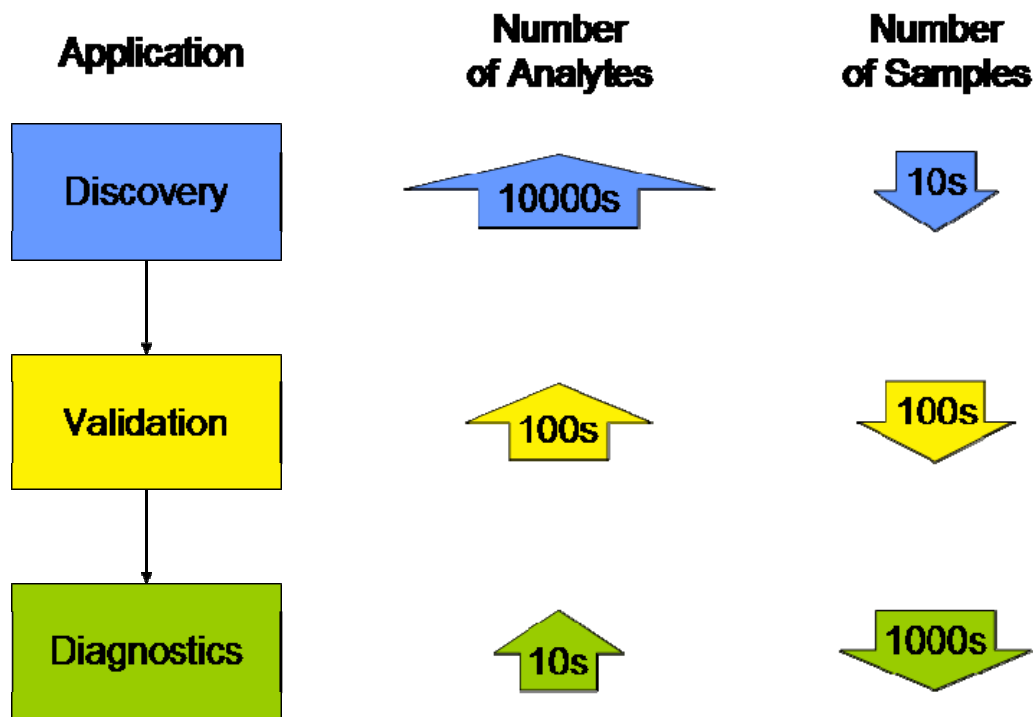 Application
Number
of Analytes
Number
of Samples
Discovery
10000s
10s
Validation
100s
100s
Diagnostics
10s
1000s